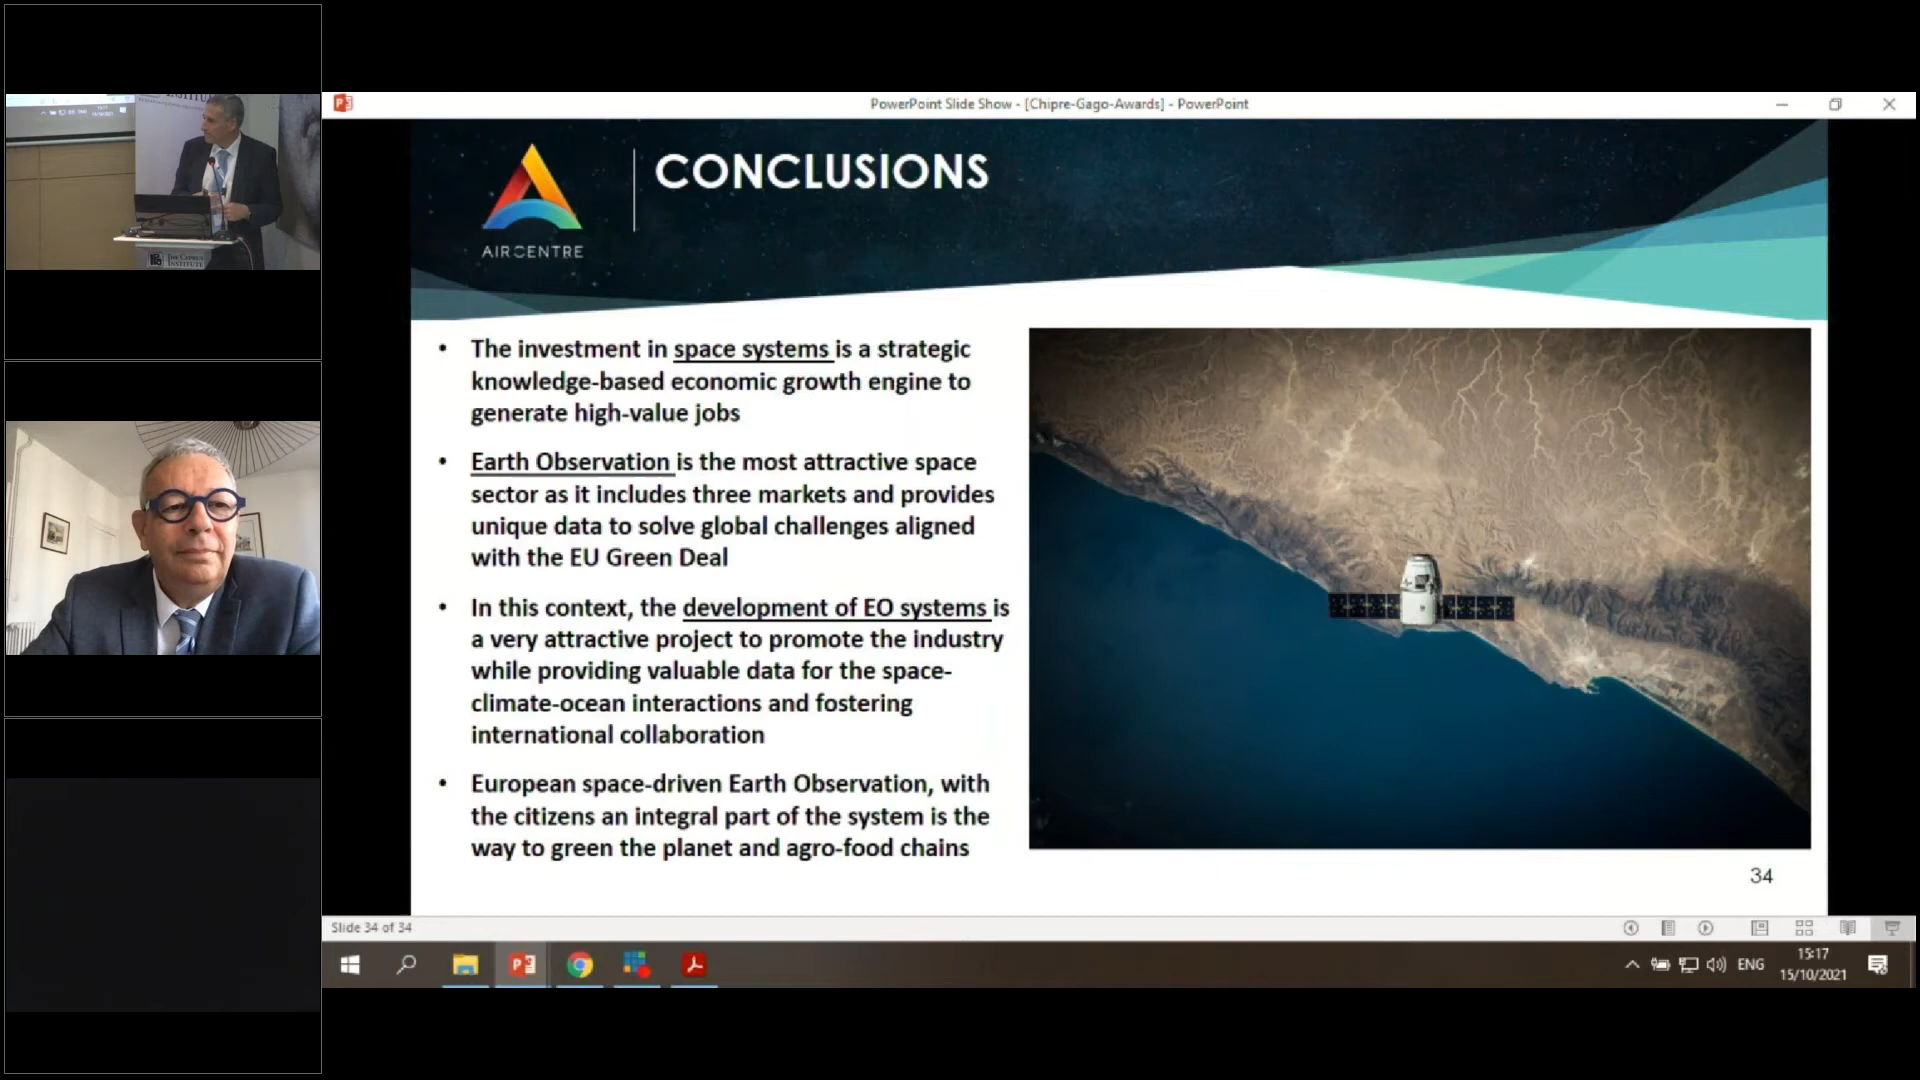 PowerPoint Slide Show - [Chipre-Gago-Awards] - PowerPoint
CONCLUSIONS
AIRCENTRE
• The investment in space systems is a strategic
knowledge-based economic growth engine to
generate high-value jobs
• Earth Observation is the most attractive space
sector as it includes three markets and provides
unique data to solve global challenges aligned
with the EU Green Deal
• In this context, the development of EO systems is
a very attractive project to promote the industry
while providing valuable data for the space-
climate-ocean interactions and fostering
international collaboration
• European space-driven Earth Observation, with
the citizens an integral part of the system is the
way to green the planet and agro-food chains
34
Slide 34 of 34
ENG
15:17
15/10/2021
THE CYPRUS
INSTITUTE